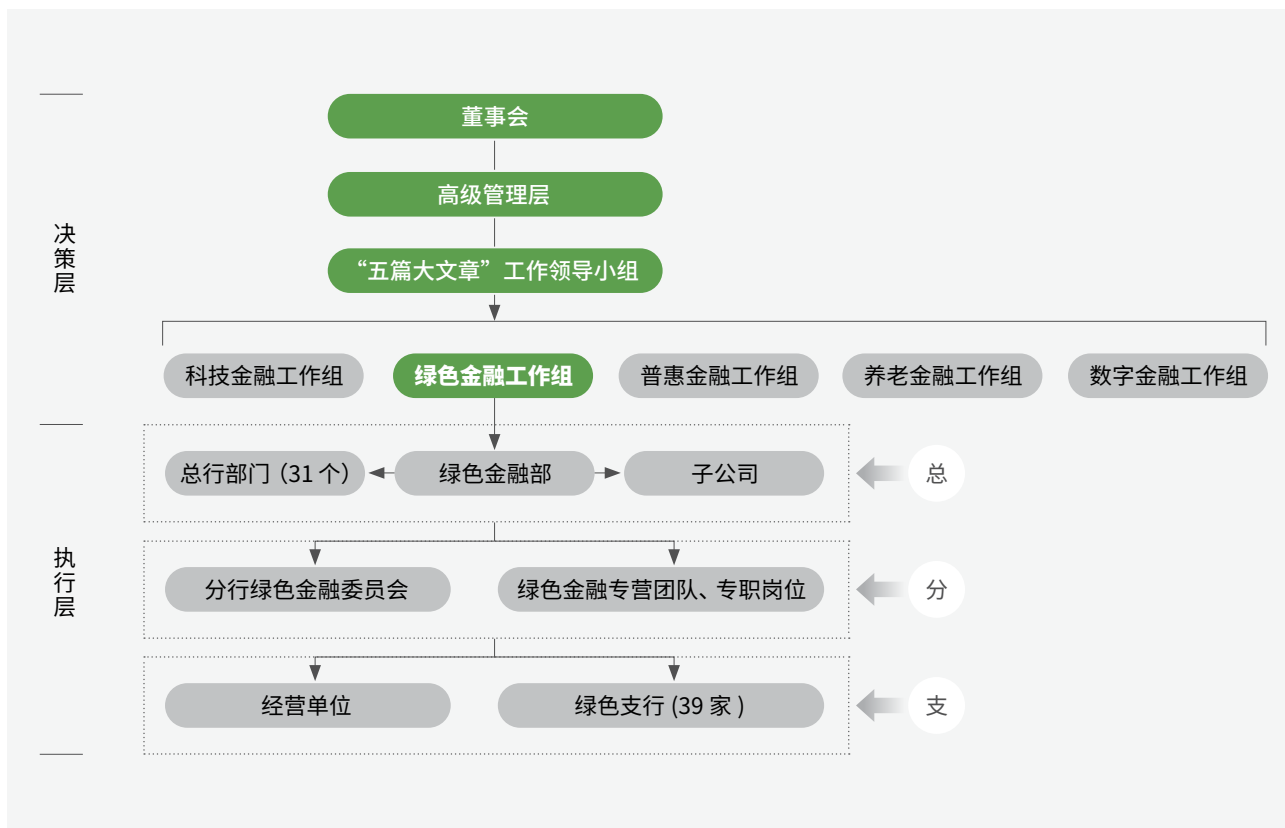 董事会
高级管理层
决策层
“五篇大文章”工作领导小组
科技金融工作组
绿色金融工作组
普惠金融工作组
养老金融工作组
数字金融工作组
执行层
总行部门（31 个）
绿色金融部
子公司
总
分行绿色金融委员会
绿色金融专营团队、专职岗位
分
经营单位
绿色支行 (39 家 )
支